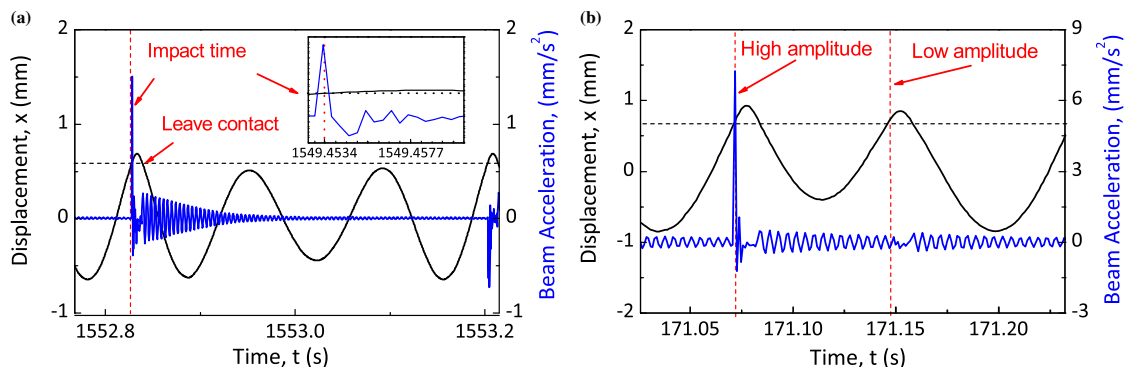 (a)
2
1
0
-1
Displacement, x (mm)
Impact time
Leave contact
1549.4534
1549.4577
2
1
0
-1
Beam Acceleration, (mm/s²)
1552.8
1553.0
1553.2
Time, t (s)
(b)
2
1
0
-1
-2
Displacement, x (mm)
High amplitude
Low amplitude
9
6
3
0
-3
Beam Acceleration, (mm/s²)
171.05
171.10
171.15
171.20
Time, t (s)